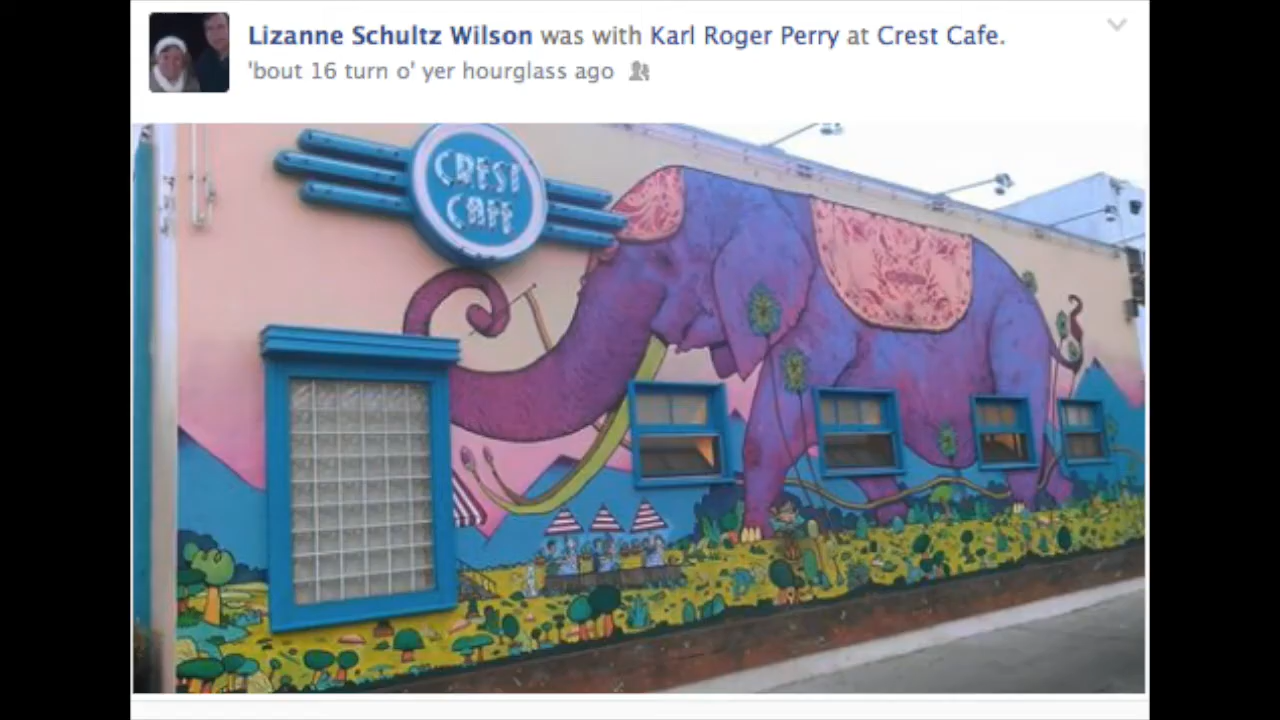 Lizanne Schultz Wilson was with Karl Roger Perry at Crest Cafe.
'bout 16 turn o' yer hourglass ago
CREST
CAFE